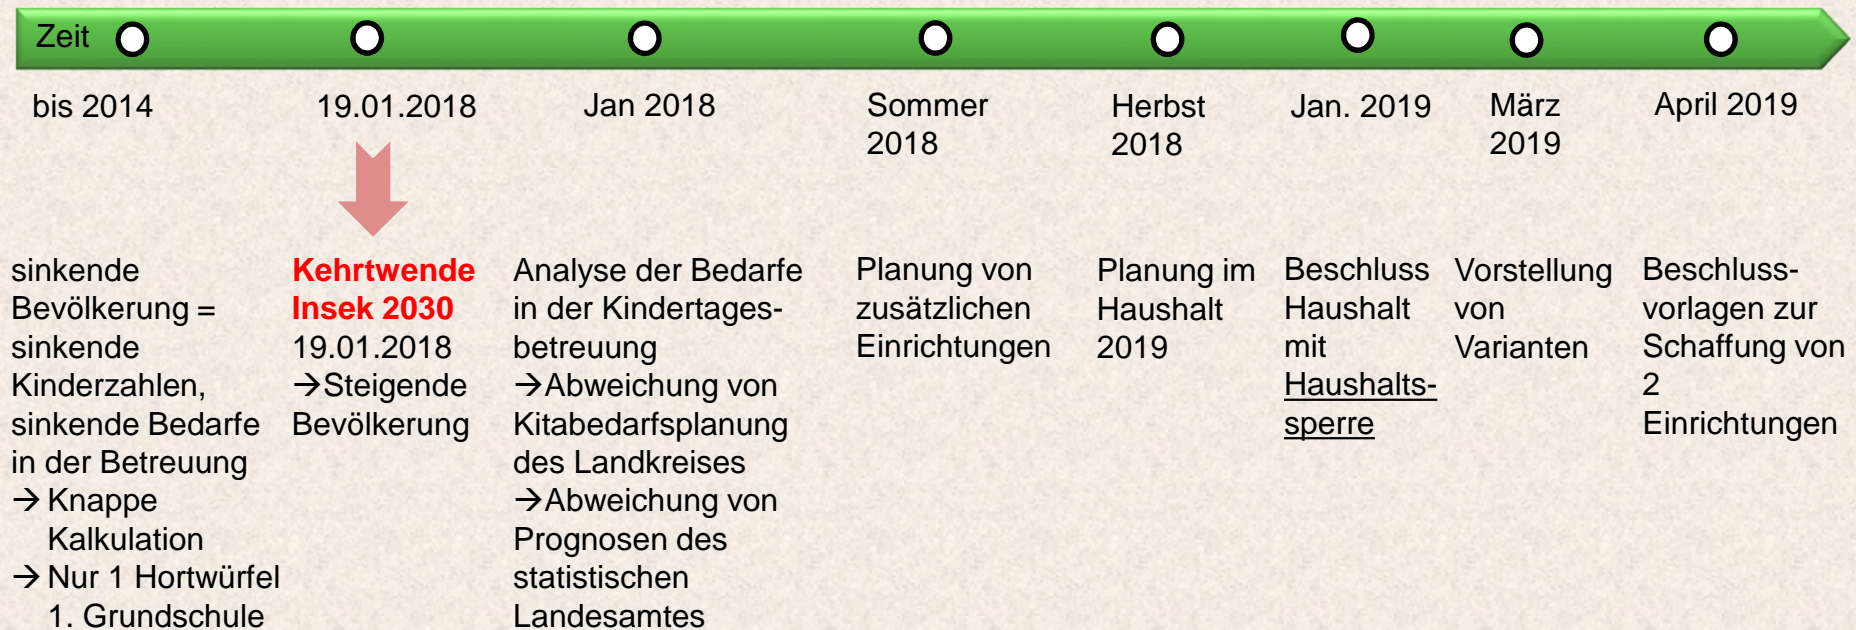 Zeit
bis 2014
19.01.2018
Jan 2018
Sommer
2018
Herbst
2018
Jan. 2019
März
2019
April 2019
sinkende
Bevölkerung =
sinkende
Kinderzahlen,
sinkende Bedarfe
in der Betreuung
→ Knappe
Kalkulation
→ Nur 1 Hortwürfel
1. Grundschule
Kehrtwende
Insek 2030
19.01.2018
→Steigende
Bevölkerung
Analyse der Bedarfe
in der Kindertages-
betreuung
→Abweichung von
Kitabedarfsplanung
des Landkreises
→Abweichung von
Prognosen des
statistischen
Landesamtes
Planung von
zusätzlichen
Einrichtungen
Planung im
Haushalt
2019
Beschluss
Haushalt
mit
Haushalts-
sperre
Vorstellung
von
Varianten
Beschluss-
vorlagen zur
Schaffung von
2
Einrichtungen